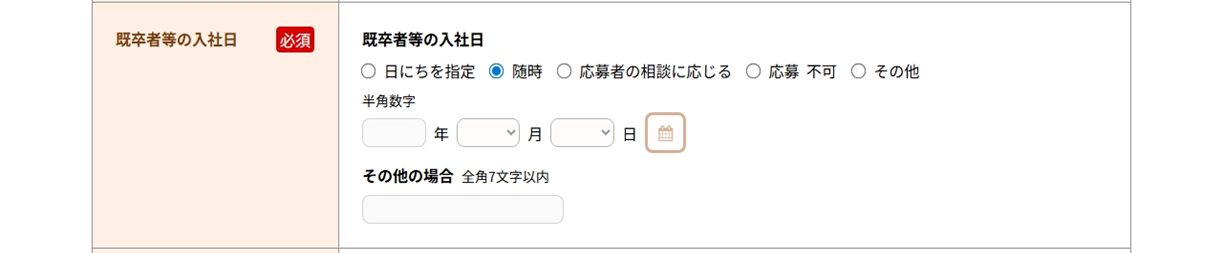 既卒者等の入社日 必須
既卒者等の入社日
日にちを指定 随時 応募者の相談に応じる 応募 不可 その他
半角数字
年 月 日
その他の場合 全角7文字以内